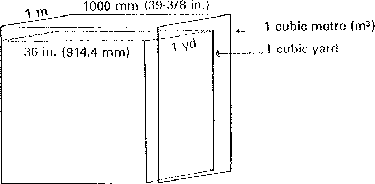 1000 mm (39-3/8 in.)
1 m
1 cubic metre (m³)
36 in. (914.4 mm)
1 yd
1 cubic yard